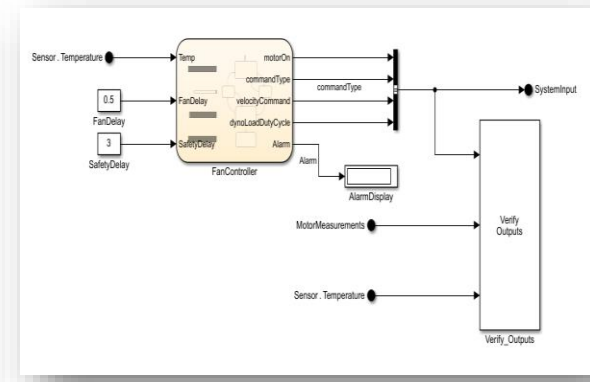 Sensor . Temperature
Temp
motorOn
commandType
commandType
0.5
FanDelay
velocityCommand
SystemInput
dynoLoadDutyCycle
3
SafetyDelay
SafetyDelay
Alarm
FanController
Alarm
AlarmDisplay
MotorMeasurements
Verify
Outputs
Sensor . Temperature
Verify_Outputs
FanDelay